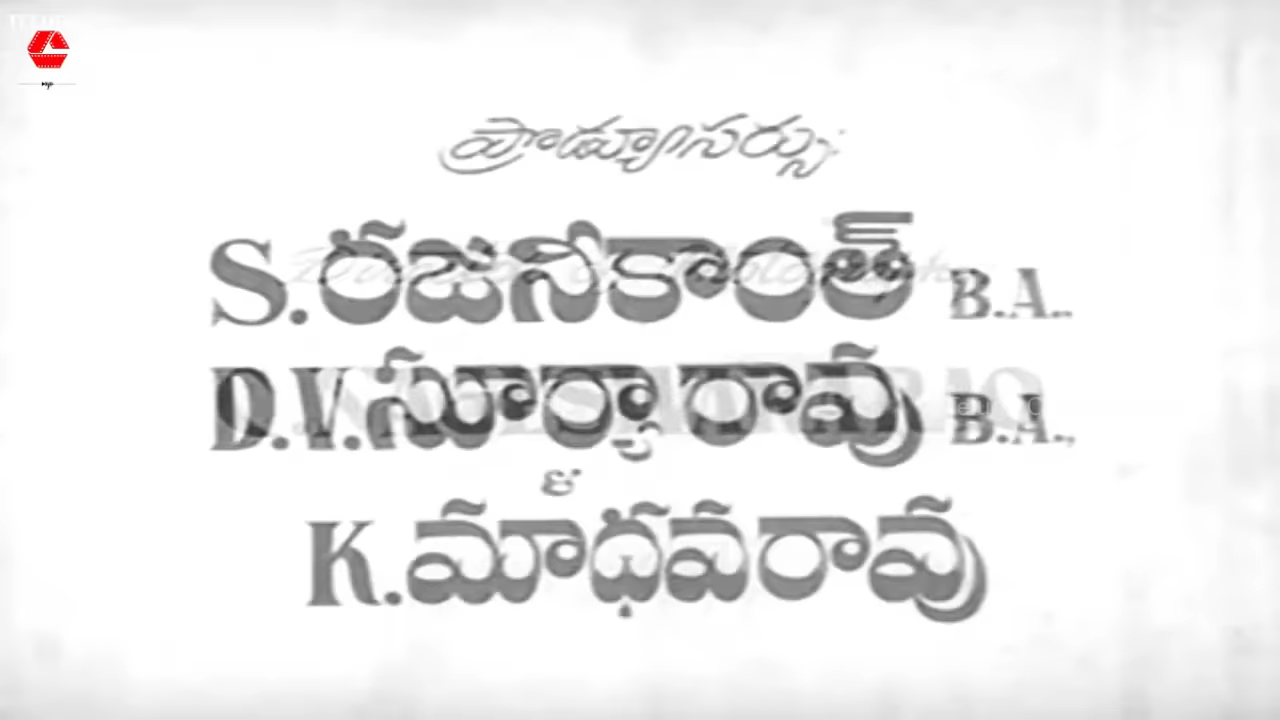 ప్రొడ్యూసర్సు
S. రజనీకాంత్ B.A.,
D.V. సూర్యారావు B.A.,
K. మాధవరావు